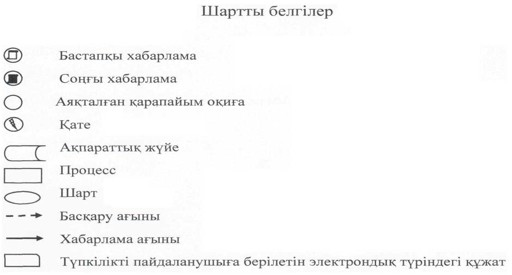 Шартты белгілер
Бастапқы хабарлама
Соңғы хабарлама
Аяқталған қарапайым оқиға
Қате
Ақпараттық жүйе
Процесс
Шарт
Басқару ағыны
Хабарлама ағыны
Түпкілікті пайдаланушыға берілетін электрондық түріндегі құжат